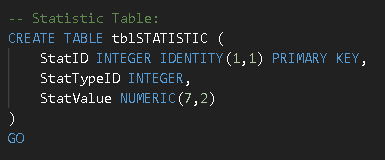 -- Statistic Table:
CREATE TABLE tblSTATISTIC (
    StatID INTEGER IDENTITY(1,1) PRIMARY KEY,
    StatTypeID INTEGER,
    StatValue NUMERIC(7,2)
)
GO